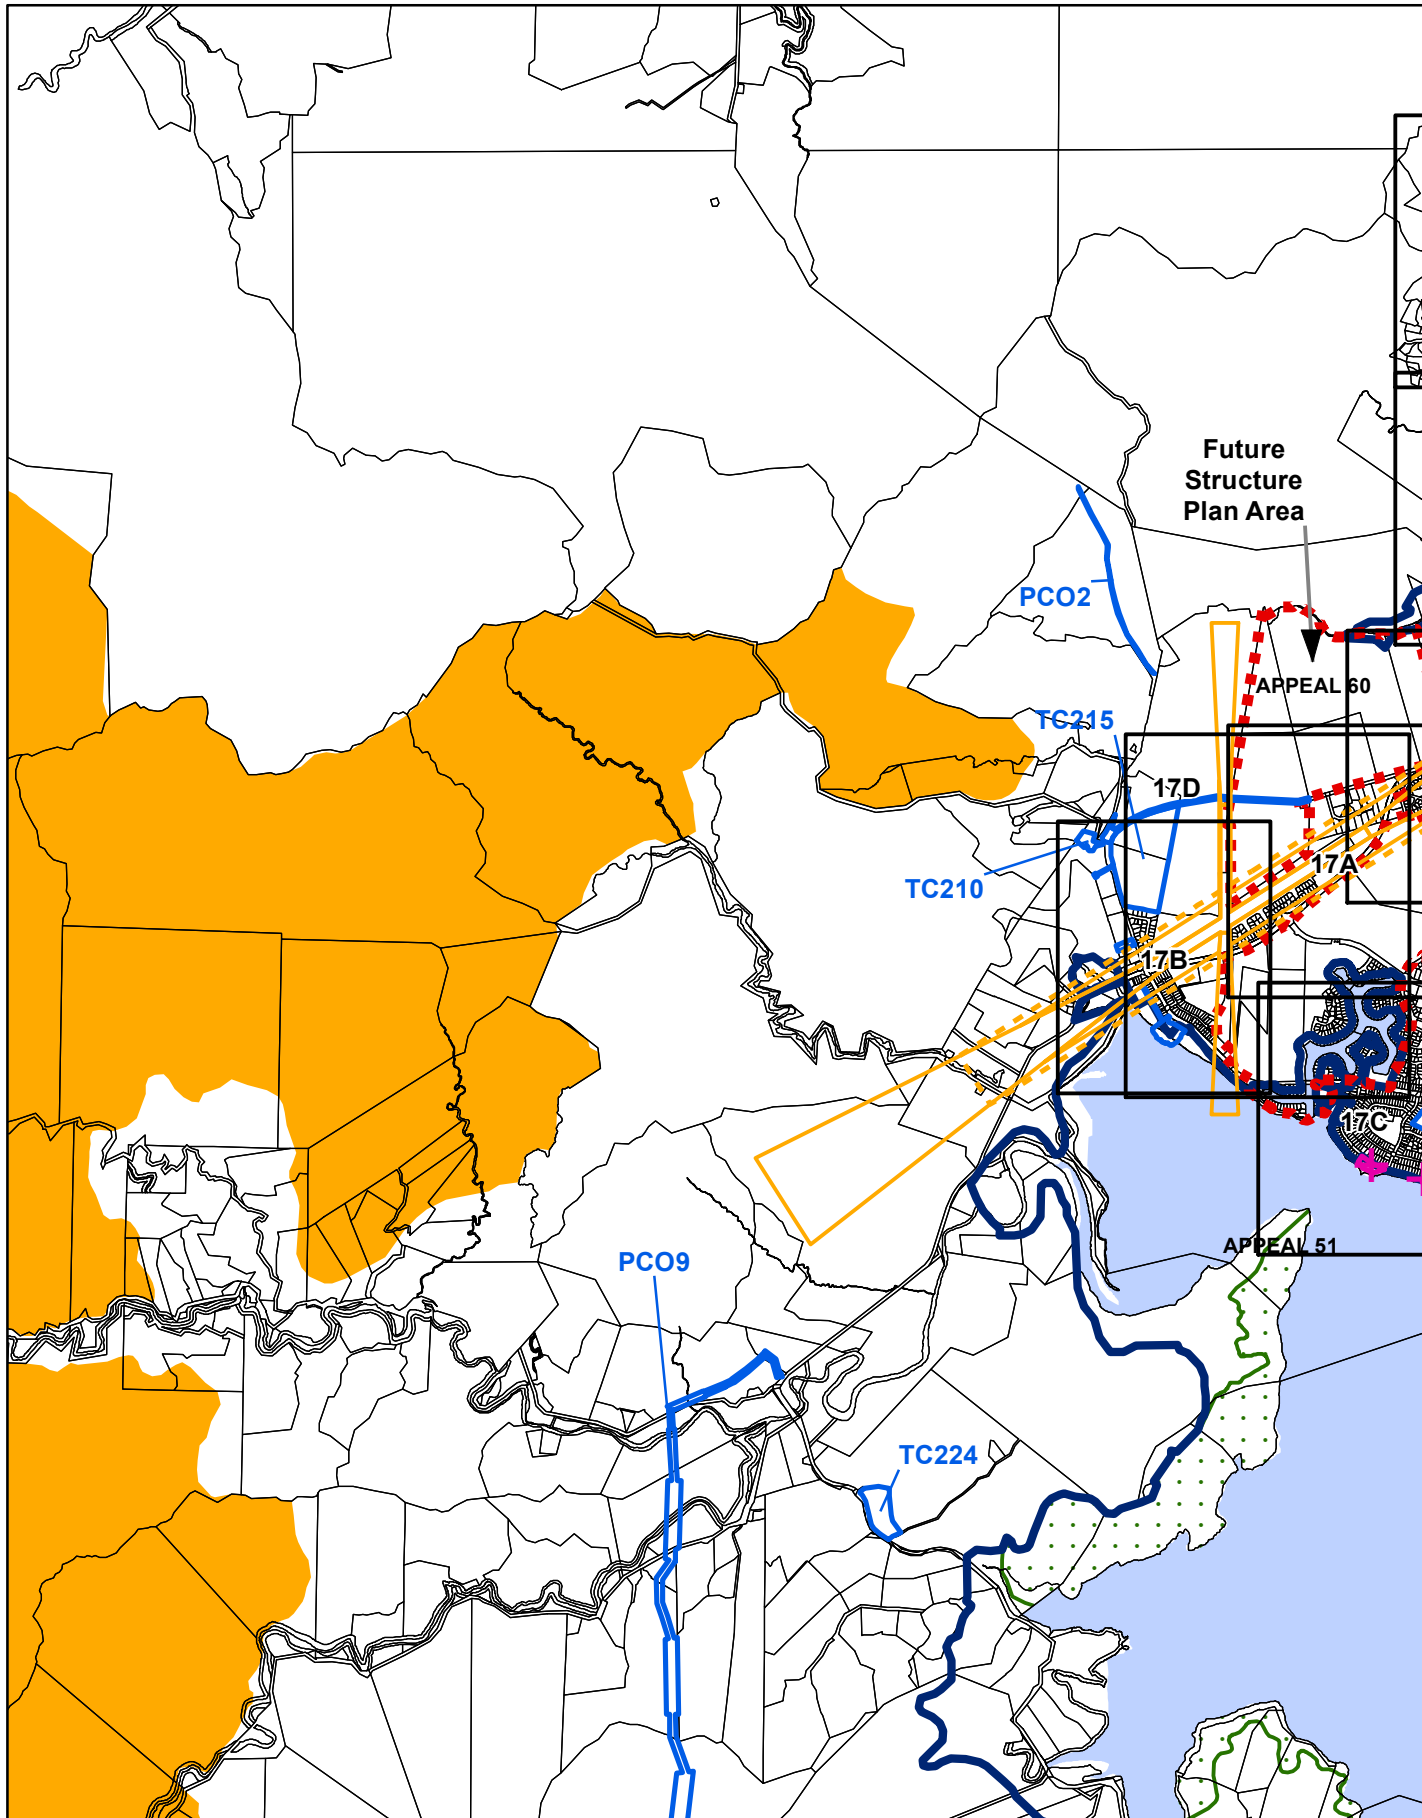 Future
Structure
Plan Area
PCO2
APPEAL 60
TC215
17D
17A
TC210
17B
17C
APPEAL 51
PCO9
TC224